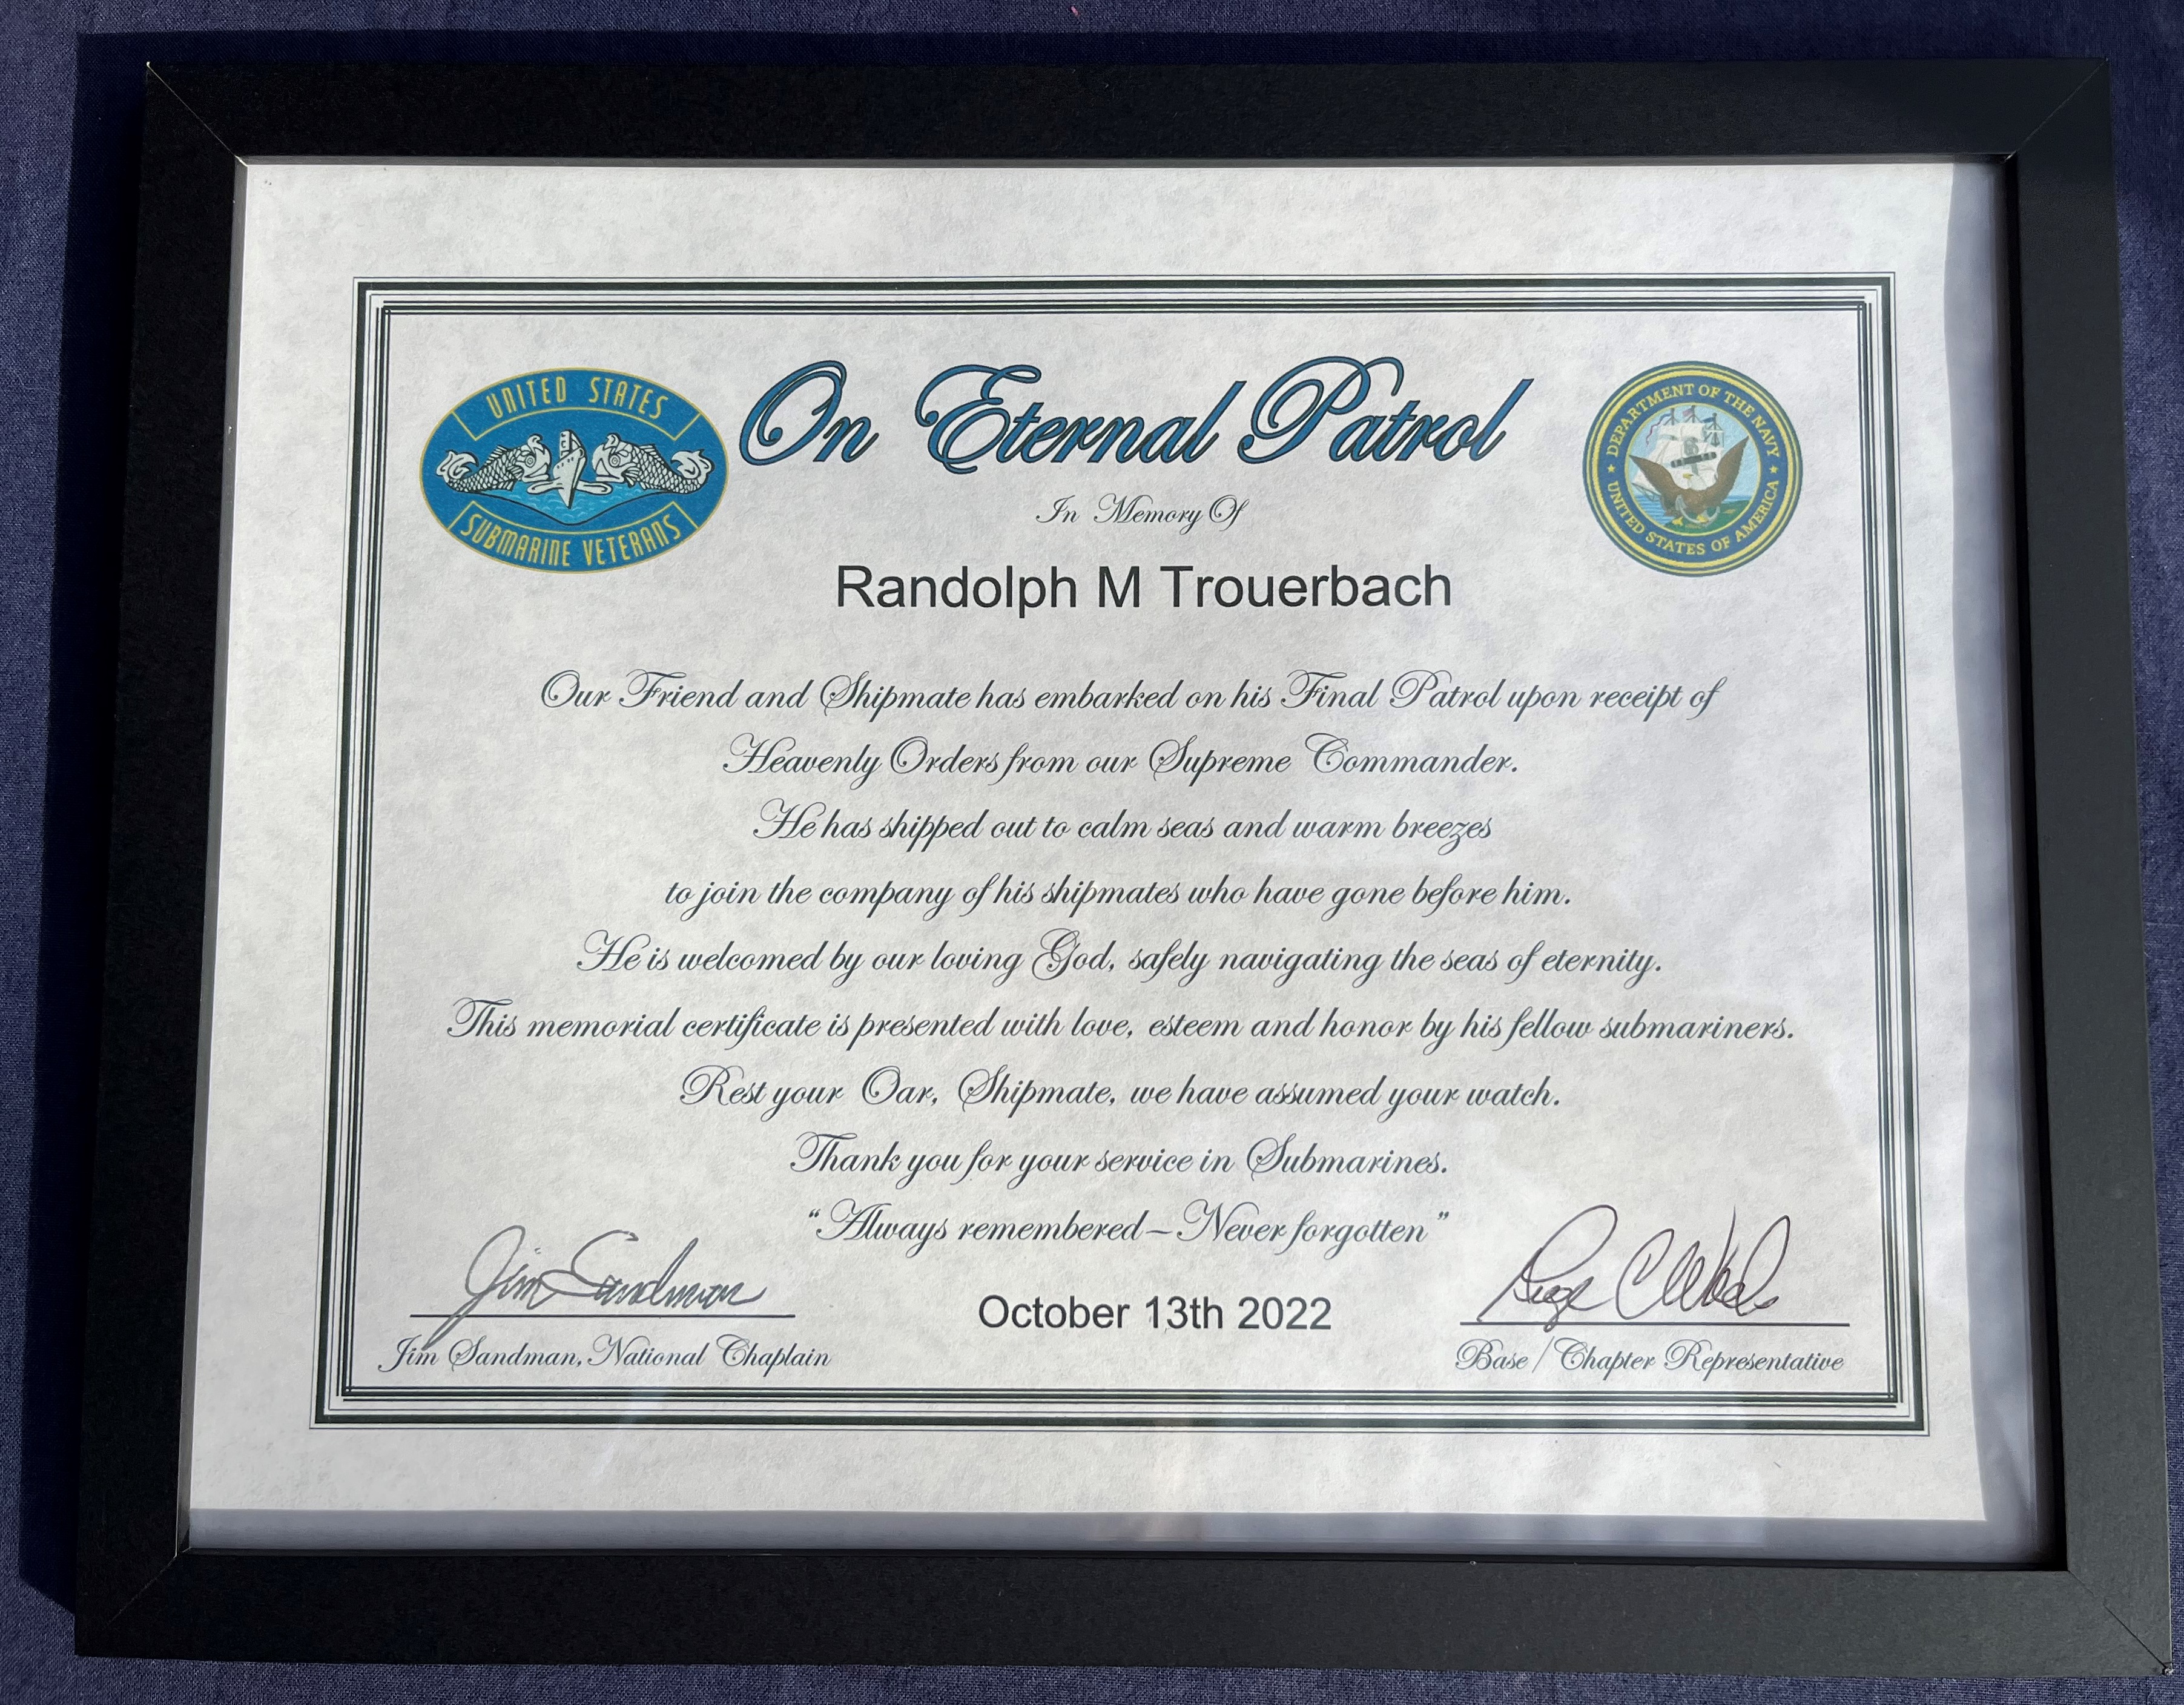 UNITED STATES
SUBMARINE VETERANS
On Eternal Patrol
DEPARTMENT OF THE NAVY
UNITED STATES OF AMERICA
In Memory Of
Randolph M Trouerbach
Our Friend and Shipmate has embarked on his Final Patrol upon receipt of
Heavenly Orders from our Supreme Commander.
He has shipped out to calm seas and warm breezes
to join the company of his shipmates who have gone before him.
He is welcomed by our loving God, safely navigating the seas of eternity.
This memorial certificate is presented with love, esteem and honor by his fellow submariners.
Rest your Oar, Shipmate, we have assumed your watch.
Thank you for your service in Submarines.
“Always remembered – Never forgotten”
Jim Sandman
October 13th 2022
Jim Sandman, National Chaplain
Base / Chapter Representative